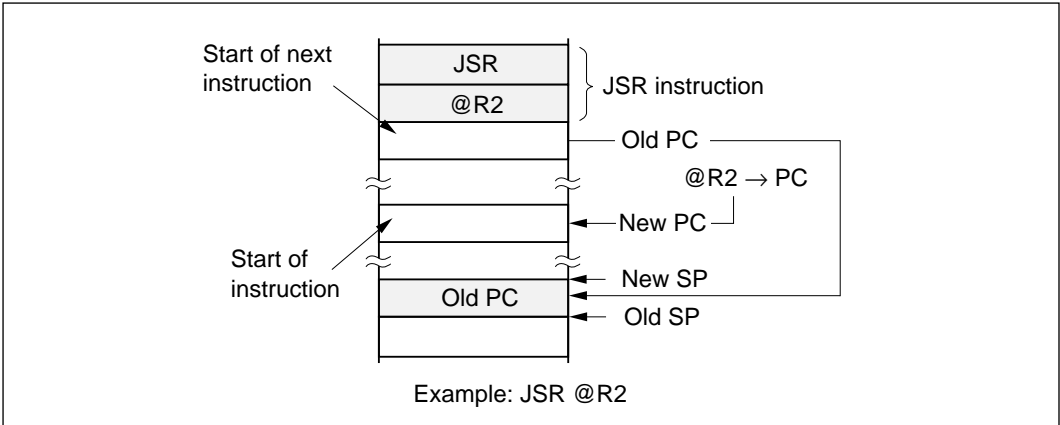 Start of next
instruction
JSR
@R2
JSR instruction
Old PC
@R2 → PC
New PC
Start of
instruction
New SP
Old PC
Old SP
Example: JSR @R2